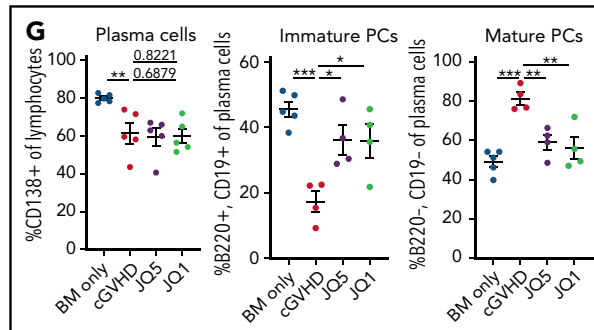 G
Plasma cells
%CD138+ of lymphocytes
100
80
60
40
20
0
**
0.8221
0.6879
BM only
cGVHD
JQ5
JQ1
Immature PCs
%B220+, CD19+ of plasma cells
60
40
20
0
***
*
*
BM only
cGVHD
JQ5
JQ1
Mature PCs
%B220-, CD19- of plasma cells
100
80
60
40
20
0
***
**
**
BM only
cGVHD
JQ5
JQ1